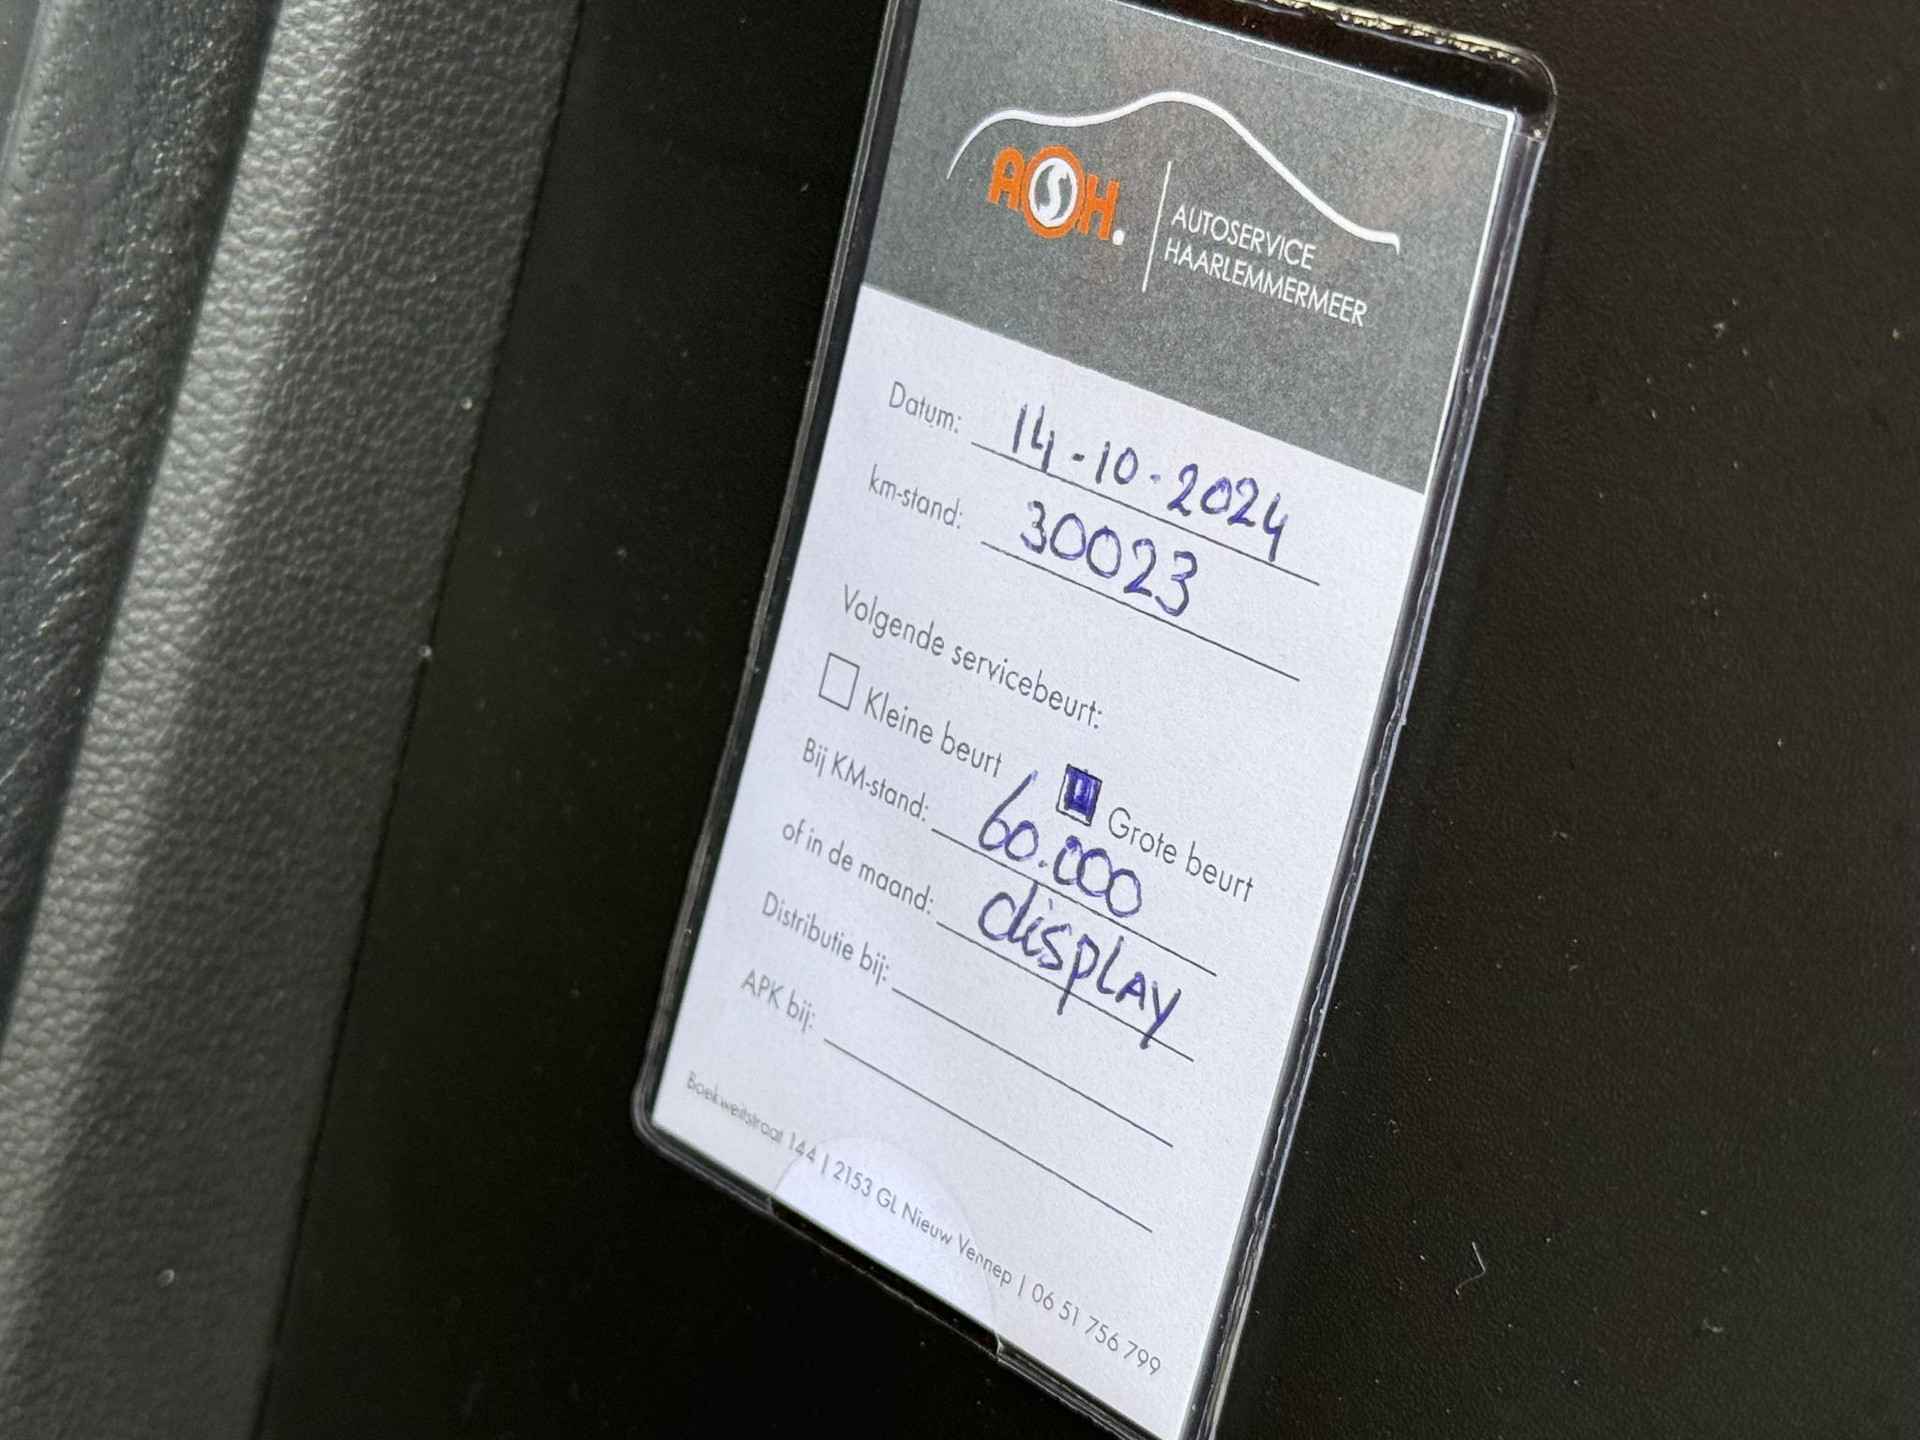 ASH.
AUTOSERVICE
HAARLEMMERMEER
Datum: 14-10-2024
km-stand: 30023
Volgende servicebeurt:
Kleine beurt Grote beurt
Bij KM-stand: 60.000
of in de maand: display
Distributie bij:
APK bij:
Boekweitstraat 144 | 2153 GL Nieuw Vennep | 06 51 756 799